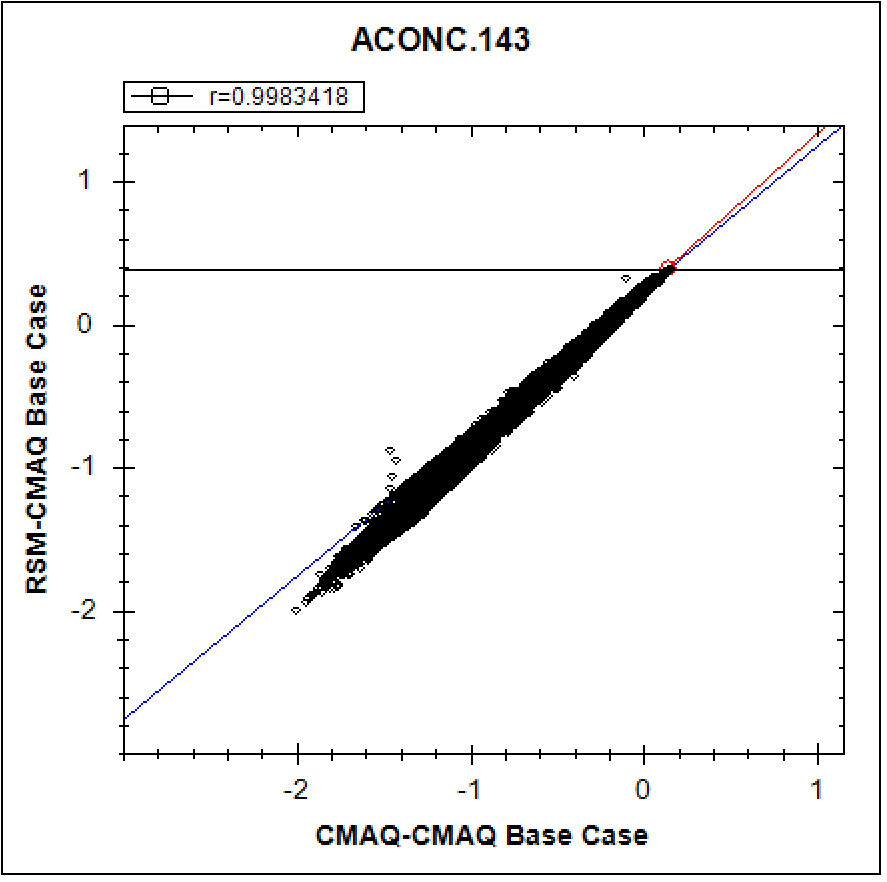 ACONC.143
r=0.9983418
1
0
-1
-2
RSM-CMAQ Base Case
-2
-1
0
1
CMAQ-CMAQ Base Case